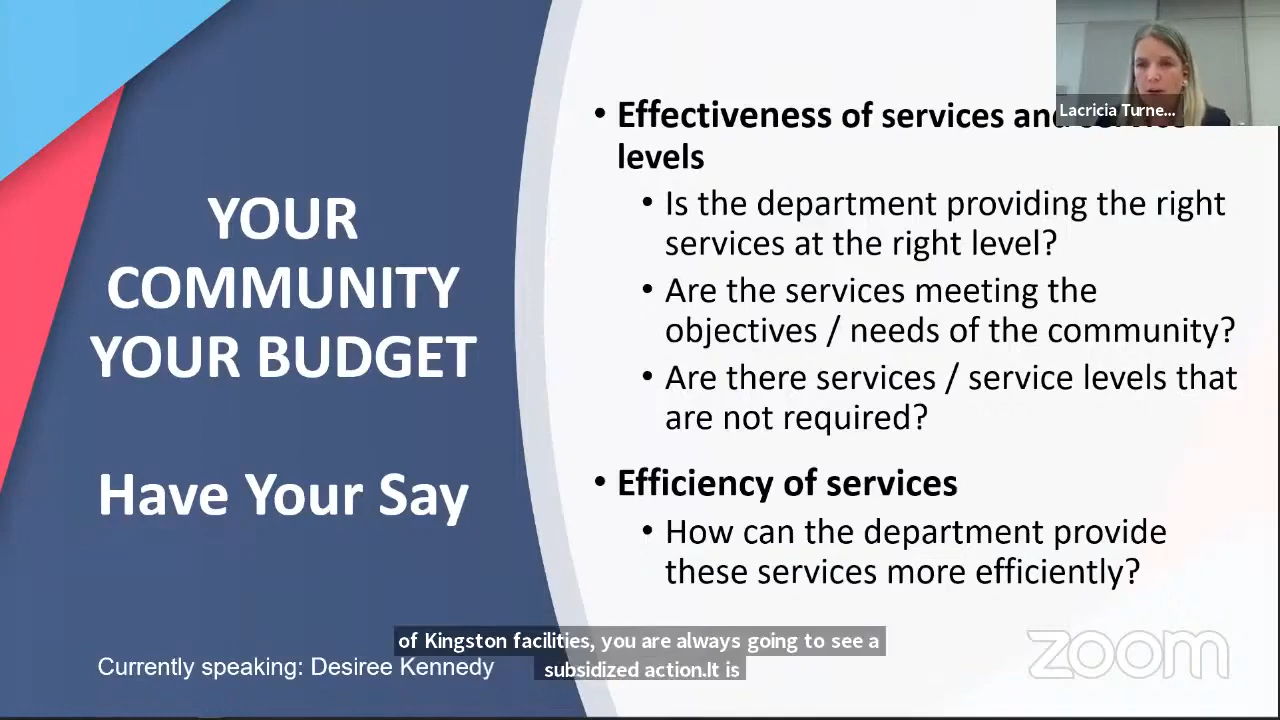 Lacricia Turne...
YOUR
COMMUNITY
YOUR BUDGET
Have Your Say
• Effectiveness of services and service
levels
• Is the department providing the right
services at the right level?
• Are the services meeting the
objectives / needs of the community?
• Are there services / service levels that
are not required?
• Efficiency of services
• How can the department provide
these services more efficiently?
of Kingston facilities, you are always going to see a
subsidized action.It is
Currently speaking: Desiree Kennedy
zoom